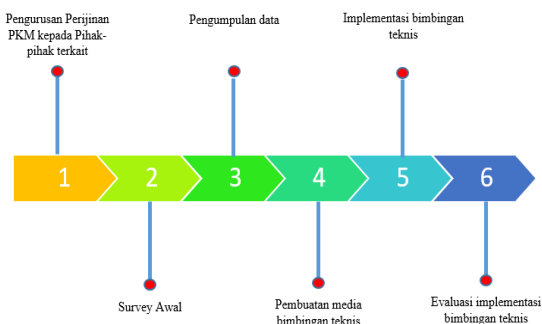 Pengurusan Perijinan
PKM kepada Pihak-
pihak terkait
Pengumpulan data
Implementasi bimbingan
teknis
1
2
3
4
5
6
Survey Awal
Pembuatan media
bimbingan teknis
Evaluasi implementasi
bimbingan teknis